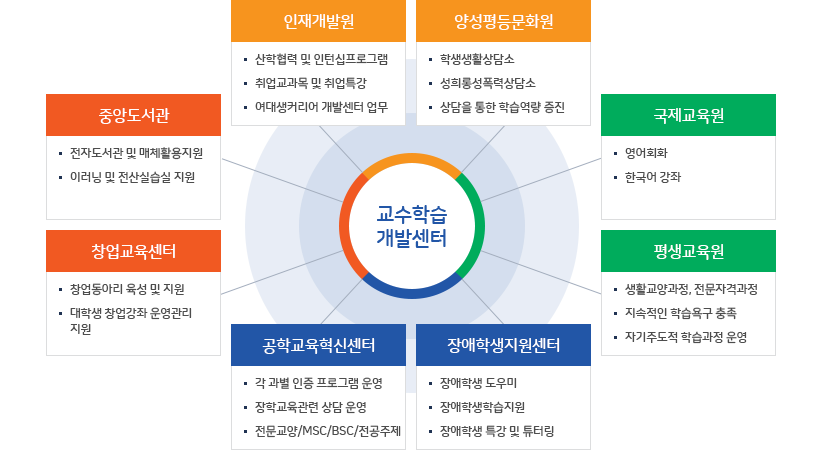 인재개발원
산학협력 및 인턴십프로그램
취업교과목 및 취업특강
여대생커리어 개발센터 업무
양성평등문화원
학생생활상담소
성희롱성폭력상담소
상담을 통한 학습역량 증진
중앙도서관
전자도서관 및 매체활용지원
이러닝 및 전산실습실 지원
국제교육원
영어회화
한국어 강좌
교수학습
개발센터
창업교육센터
창업동아리 육성 및 지원
대학생 창업강좌 운영관리
지원
평생교육원
생활교양과정, 전문자격과정
지속적인 학습욕구 충족
자기주도적 학습과정 운영
공학교육혁신센터
각 과별 인증 프로그램 운영
장학교육관련 상담 운영
전문교양/MSC/BSC/전공주제
장애학생지원센터
장애학생 도우미
장애학생학습지원
장애학생 특강 및 튜터링